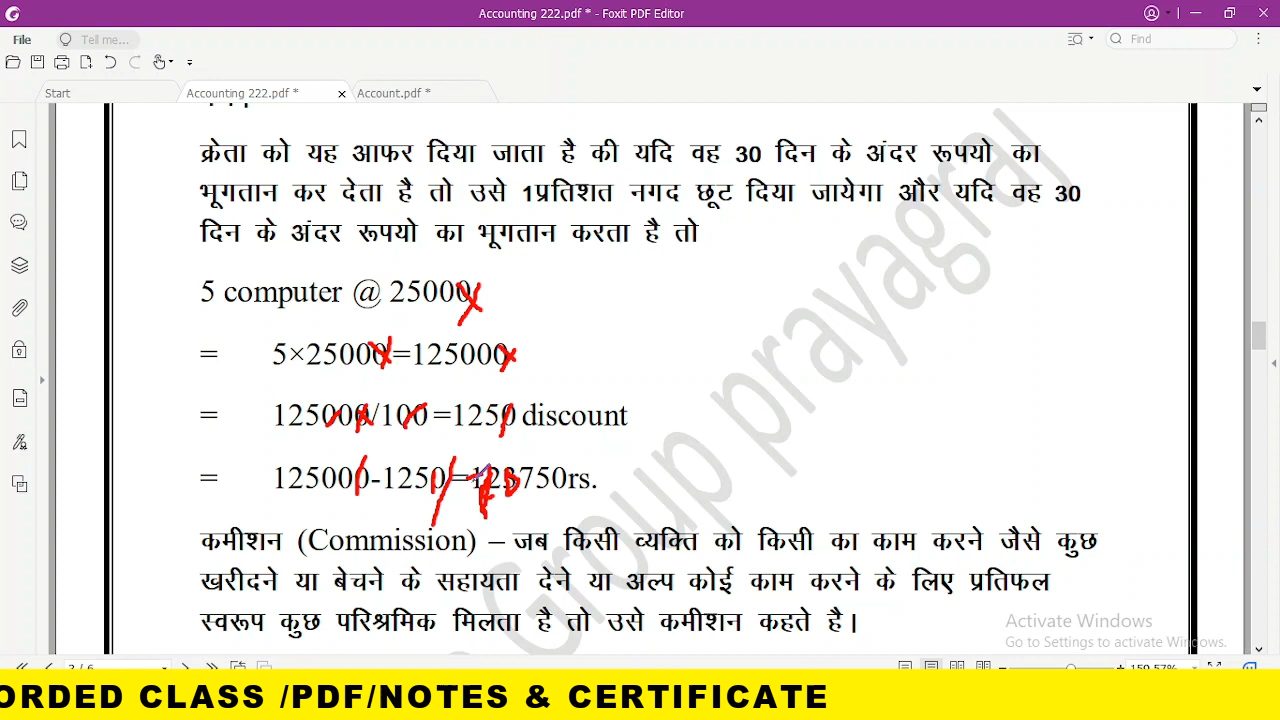 Accounting 222.pdf * - Foxit PDF Editor
File
Tell me...
Find
Start
Accounting 222.pdf *
Account.pdf *
क्रेता को यह आफर दिया जाता है की यदि वह 30 दिन के अंदर रूपयो का
भूगतान कर देता है तो उसे 1प्रतिशत नगद छूट दिया जायेगा और यदि वह 30
दिन के अंदर रूपयो का भूगतान करता है तो
5 computer @ 25000
= 5×25000=125000
= 125000/100 =1250 discount
= 125000-1250=123750rs.
कमीशन (Commission) – जब किसी व्यक्ति को किसी का काम करने जैसे कुछ
खरीदने या बेचने के सहायता देने या अल्प कोई काम करने के लिए प्रतिफल
स्वरूप कुछ परिश्रमिक मिलता है तो उसे कमीशन कहते है।
Group prayagraj
Activate Windows
Go to Settings to activate Windows.
159.57%
ORDED CLASS /PDF/NOTES & CERTIFICATE